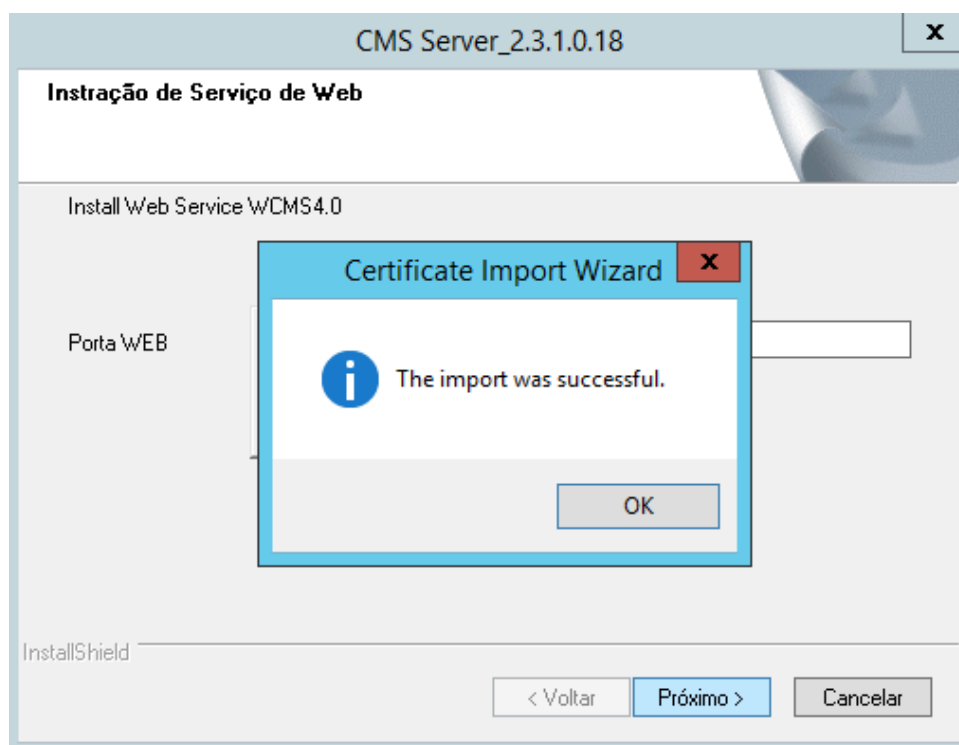 CMS Server_2.3.1.0.18
x
Instração de Serviço de Web
Install Web Service WCMS4.0
Certificate Import Wizard
x
Porta WEB
The import was successful.
OK
InstallShield
< Voltar
Próximo >
Cancelar